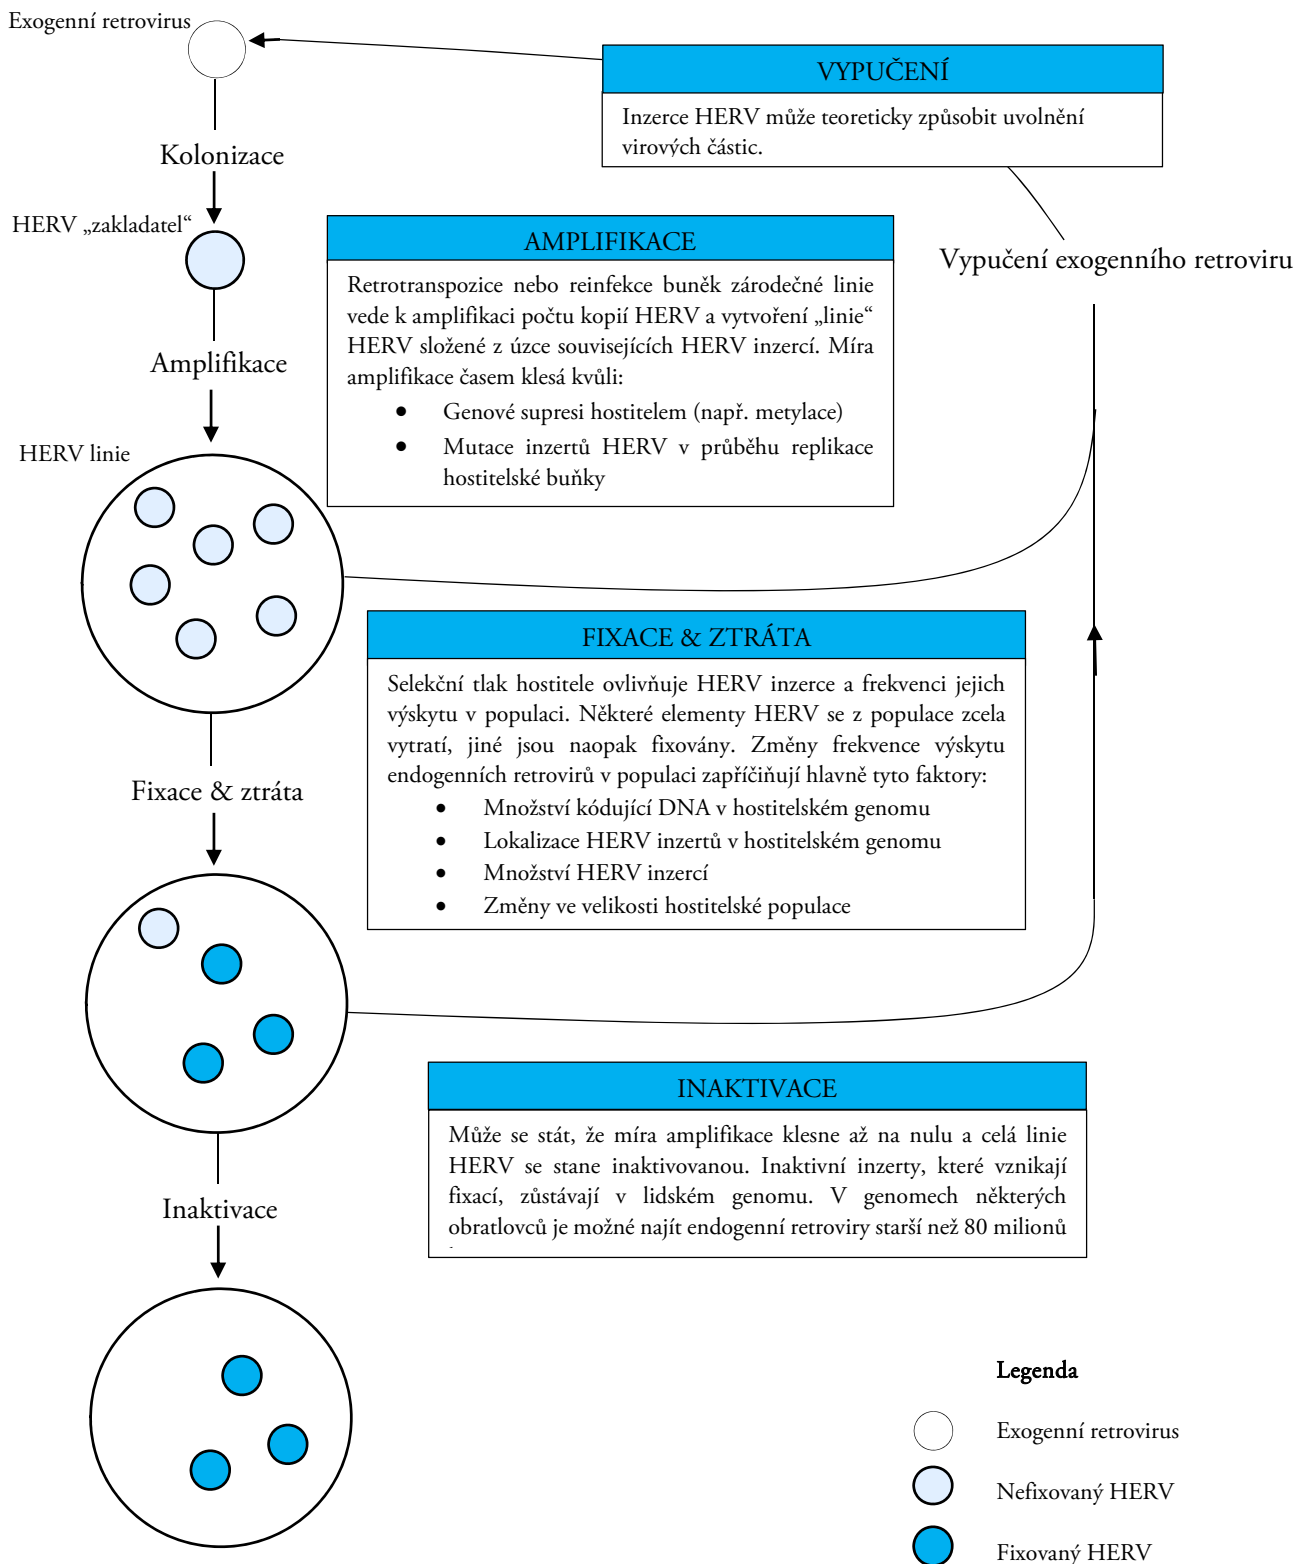 Exogenní retrovirus
VYPUČENÍ
Inzerce HERV může teoreticky způsobit uvolnění
virových částic.
Kolonizace
HERV „zakladatel“
AMPLIFIKACE
Retrotranspozice nebo reinfekce buněk zárodečné linie
vede k amplifikaci počtu kopií HERV a vytvoření „linie“
HERV složené z úzce souvisejících HERV inzercí. Míra
amplifikace časem klesá kvůli:
• Genové supresi hostitelem (např. metylace)
• Mutace inzertů HERV v průběhu replikace
hostitelské buňky
Vypučení exogenního retroviru
Amplifikace
HERV linie
FIXACE & ZTRÁTA
Selekční tlak hostitele ovlivňuje HERV inzerce a frekvenci jejich
výskytu v populaci. Některé elementy HERV se z populace zcela
vytratí, jiné jsou naopak fixovány. Změny frekvence výskytu
endogenních retrovirů v populaci zapříčiňují hlavně tyto faktory:
• Množství kódující DNA v hostitelském genomu
• Lokalizace HERV inzertů v hostitelském genomu
• Množství HERV inzercí
• Změny ve velikosti hostitelské populace
Fixace & ztráta
INAKTIVACE
Může se stát, že míra amplifikace klesne až na nulu a celá linie
HERV se stane inaktivovanou. Inaktivní inzerty, které vznikají
fixací, zůstávají v lidském genomu. V genomech některých
obratlovců je možné najít endogenní retroviry starší než 80 milionů
Inaktivace
Legenda
Exogenní retrovirus
Nefixovaný HERV
Fixovaný HERV